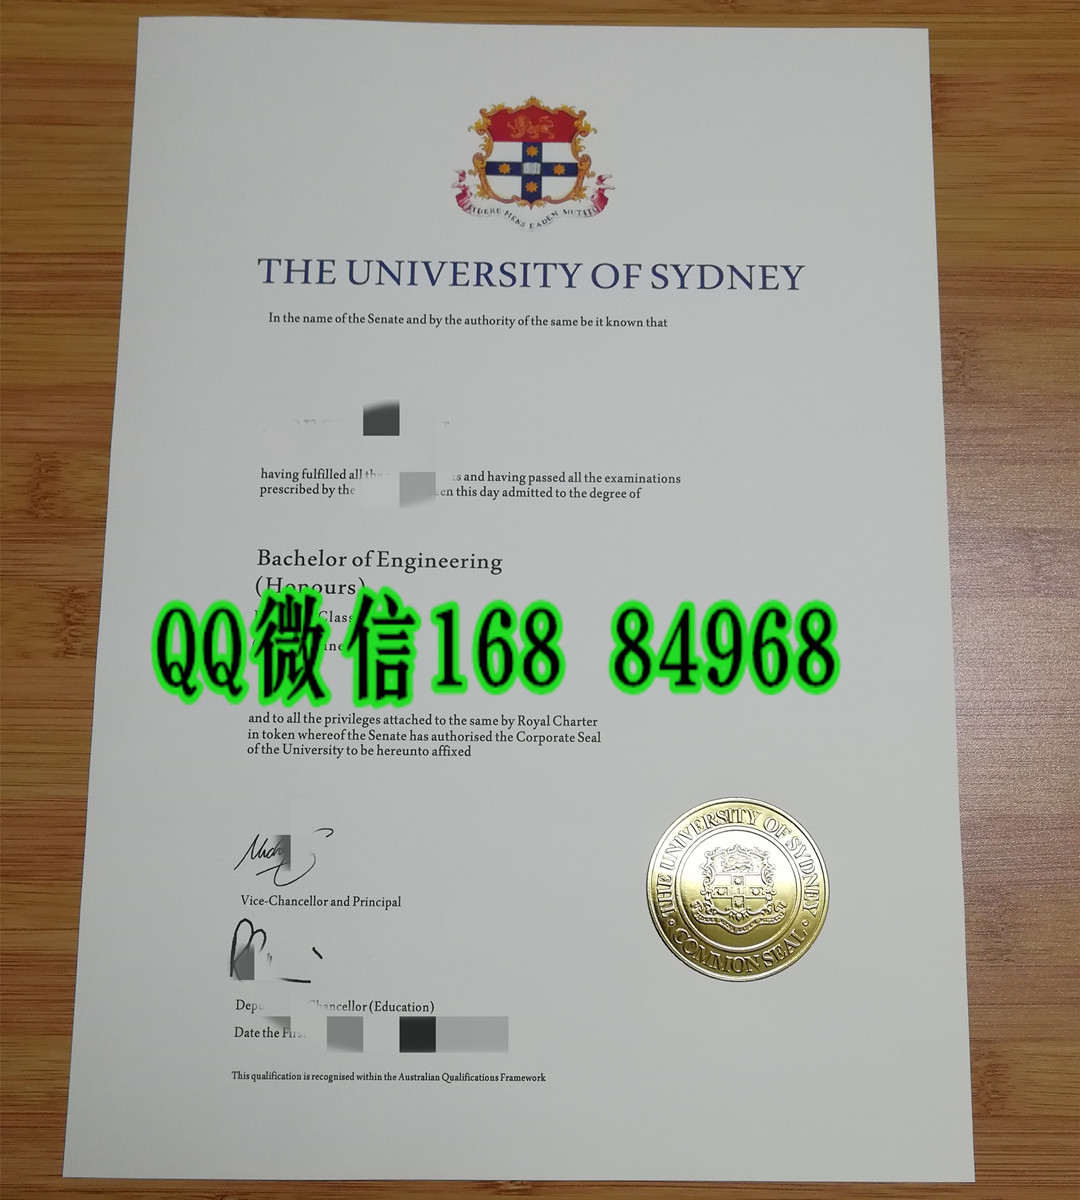 SIDERE·MENS EADEM MUTATO
THE UNIVERSITY OF SYDNEY
In the name of the Senate and by the authority of the same be it known that
having fulfilled all the and having passed all the examinations
prescribed by the this day admitted to the degree of
Bachelor of Engineering
(Honours)
Class
QQ微信168 84968
and to all the privileges attached to the same by Royal Charter
in token whereof the Senate has authorised the Corporate Seal
of the University to be hereunto affixed
Vice-Chancellor and Principal
Chancellor (Education)
Date the
This qualification is recognised within the Australian Qualifications Framework
THE UNIVERSITY OF SYDNEY
· COMMON SEAL ·